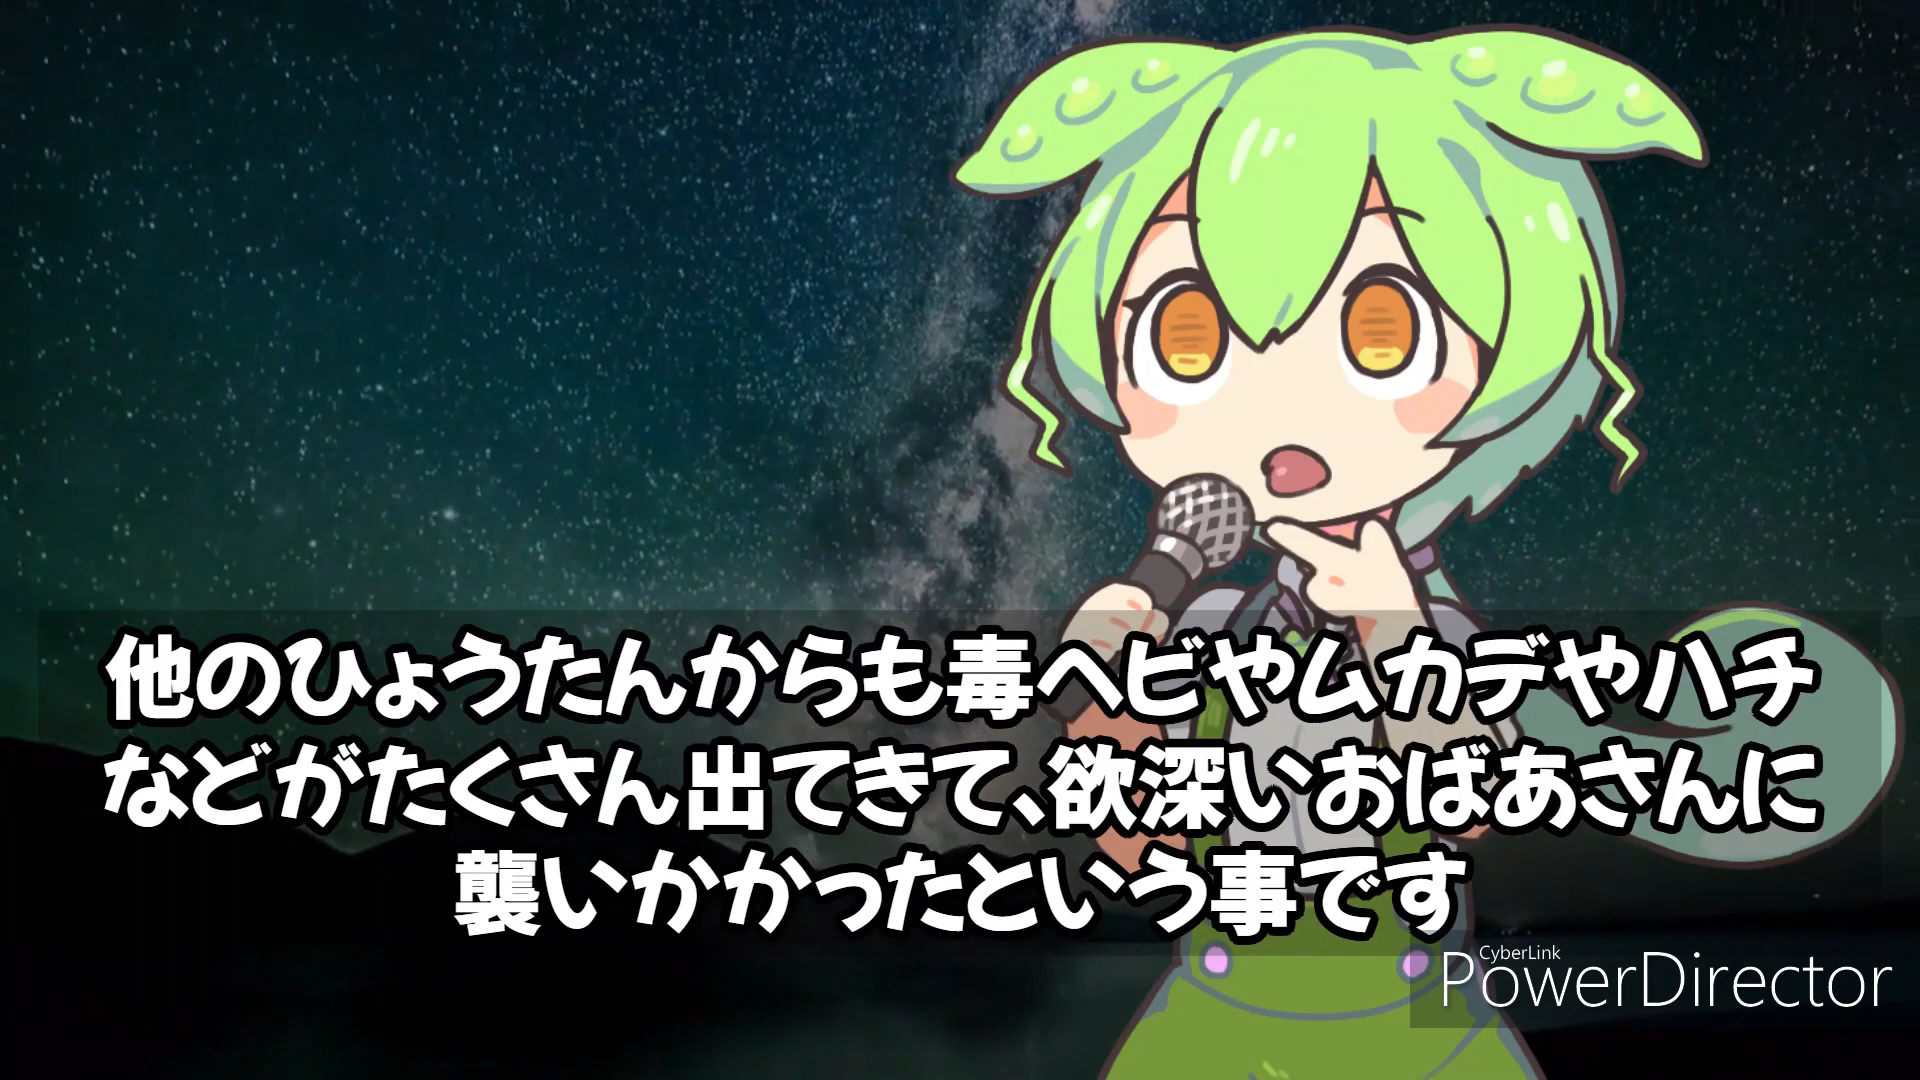 他のひょうたんからも毒ヘビやムカデやハチ
などがたくさん出てきて、欲深いおばあさんに
襲いかかったという事です
CyberLink
PowerDirector